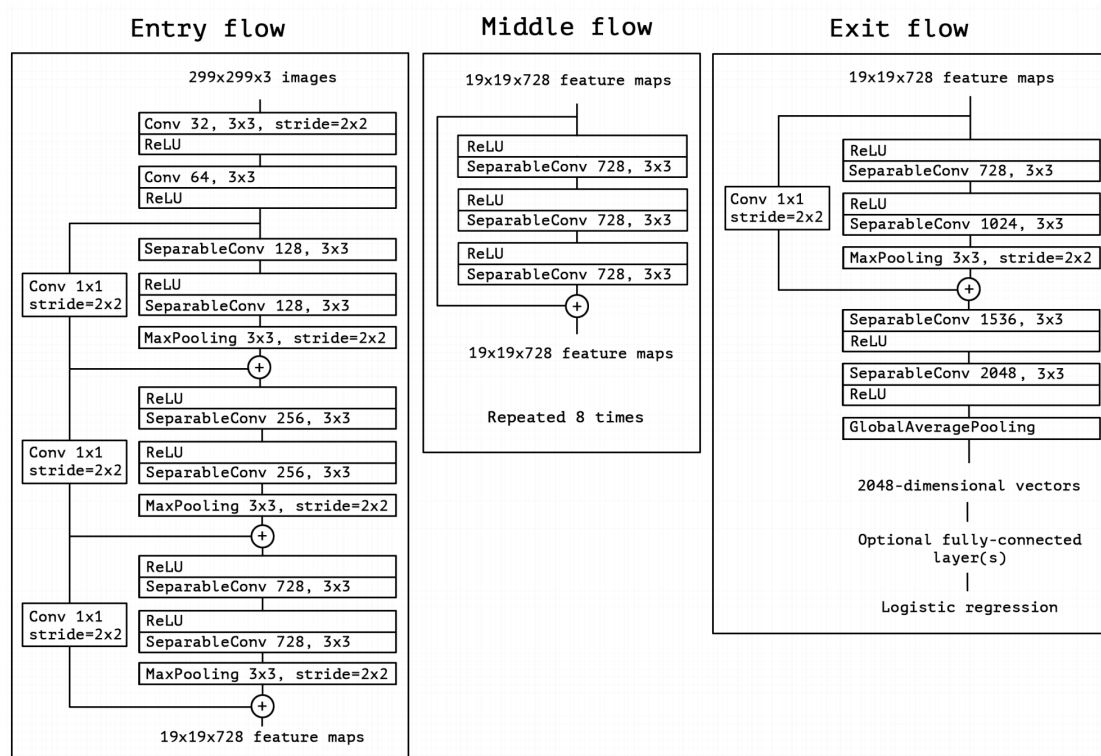 Entry flow
299x299x3 images
Conv 32, 3x3, stride=2x2
ReLU
Conv 64, 3x3
ReLU
SeparableConv 128, 3x3
Conv 1x1
stride=2x2
ReLU
SeparableConv 128, 3x3
MaxPooling 3x3, stride=2x2
+
ReLU
SeparableConv 256, 3x3
Conv 1x1
stride=2x2
ReLU
SeparableConv 256, 3x3
MaxPooling 3x3, stride=2x2
+
ReLU
SeparableConv 728, 3x3
Conv 1x1
stride=2x2
ReLU
SeparableConv 728, 3x3
MaxPooling 3x3, stride=2x2
+
19x19x728 feature maps
Middle flow
19x19x728 feature maps
ReLU
SeparableConv 728, 3x3
ReLU
SeparableConv 728, 3x3
ReLU
SeparableConv 728, 3x3
+
19x19x728 feature maps
Repeated 8 times
Exit flow
19x19x728 feature maps
ReLU
SeparableConv 728, 3x3
Conv 1x1
stride=2x2
ReLU
SeparableConv 1024, 3x3
MaxPooling 3x3, stride=2x2
+
SeparableConv 1536, 3x3
ReLU
SeparableConv 2048, 3x3
ReLU
GlobalAveragePooling
2048-dimensional vectors
Optional fully-connected
layer(s)
Logistic regression